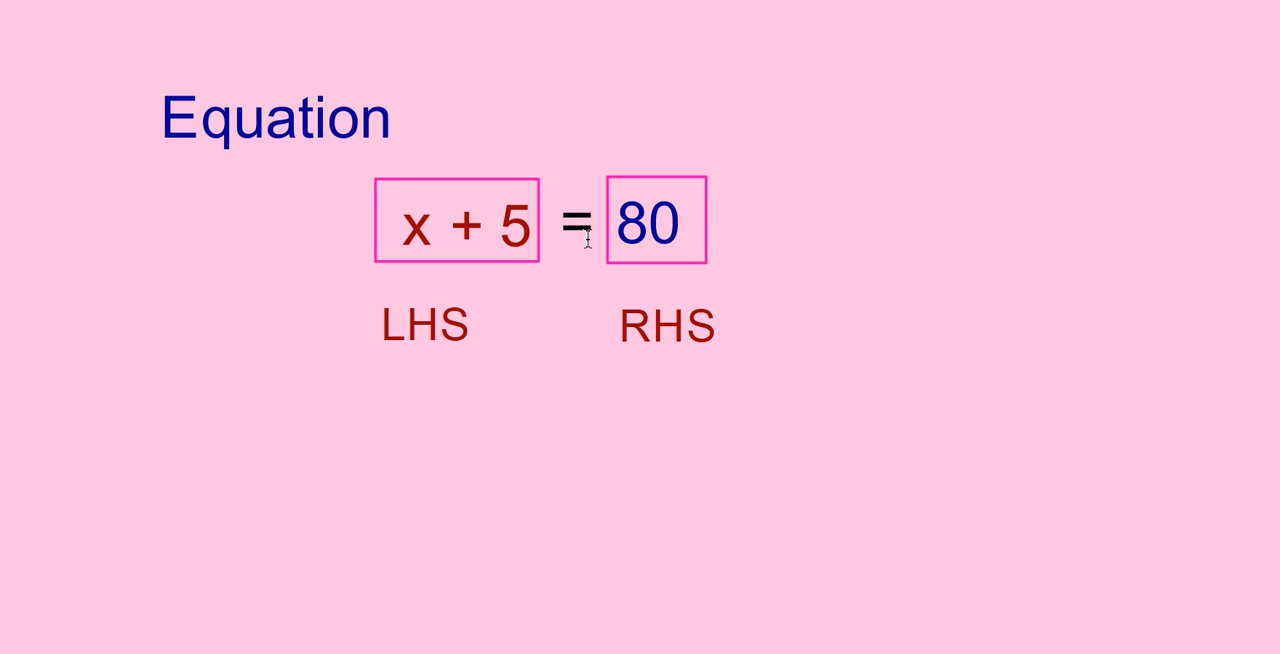 Equation
x + 5 = 80
LHS RHS